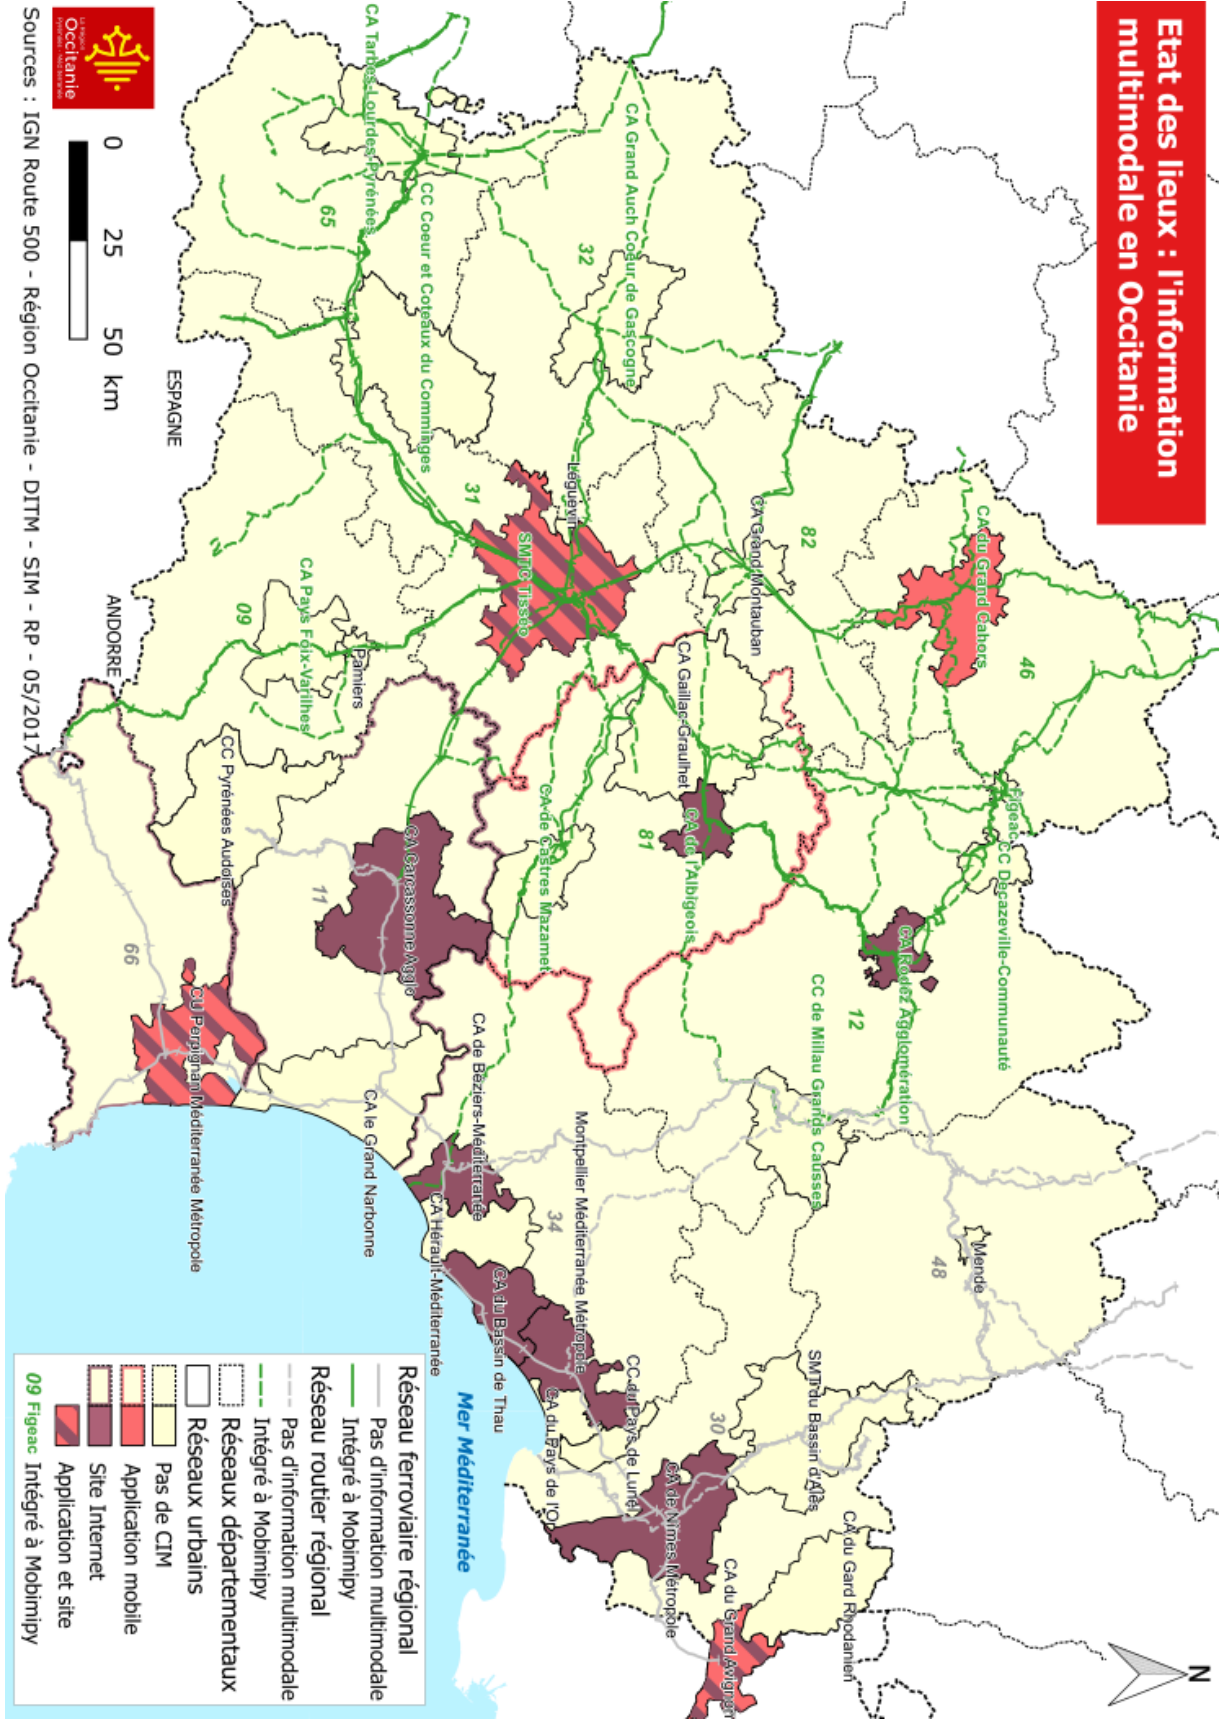 Etat des lieux : l'information
multimodale en Occitanie
N
CA du Grand Cahors
46
Figeac
CC Decazeville-Communauté
82
CA Grand Montauban
CA Rodez Agglomération
12
CC de Millau Grands Causses
Mende
48
CA Grand Auch Coeur de Gascogne
32
Léguevin
CA Gaillac-Graulhet
CA de l'Albigeois
81
SMTC Tisséo
31
CA de Castres Mazamet
SMTi du Bassin d'Alès
CA du Gard Rhodanien
30
CA du Grand Avignon
CA de Nîmes Métropole
CC du Pays de Lunel
CA du Pays de l'Or
Montpellier Méditerranée Métropole
34
CA du Bassin de Thau
CA de Béziers-Méditerranée
CA Hérault-Méditerranée
CA Tarbes-Lourdes-Pyrénées
65
CC Coeur et Coteaux du Comminges
CA Pays Foix-Varilhes
09
Pamiers
CA Carcassonne Agglo
11
CA le Grand Narbonne
CC Pyrénées Audoises
66
CU Perpignan Méditerranée Métropole
ESPAGNE
ANDORRE
Mer Méditerranée
La Région
Occitanie
Pyrénées - Méditerranée
0 25 50 km
Réseau ferroviaire régional
Pas d'information multimodale
Intégré à Mobimipy
Réseau routier régional
Pas d'information multimodale
Intégré à Mobimipy
Réseaux départementaux
Réseaux urbains
Pas de CIM
Application mobile
Site Internet
Application et site
09 Figeac Intégré à Mobimipy
Sources : IGN Route 500 - Région Occitanie - DITM - SIM - RP - 05/2017